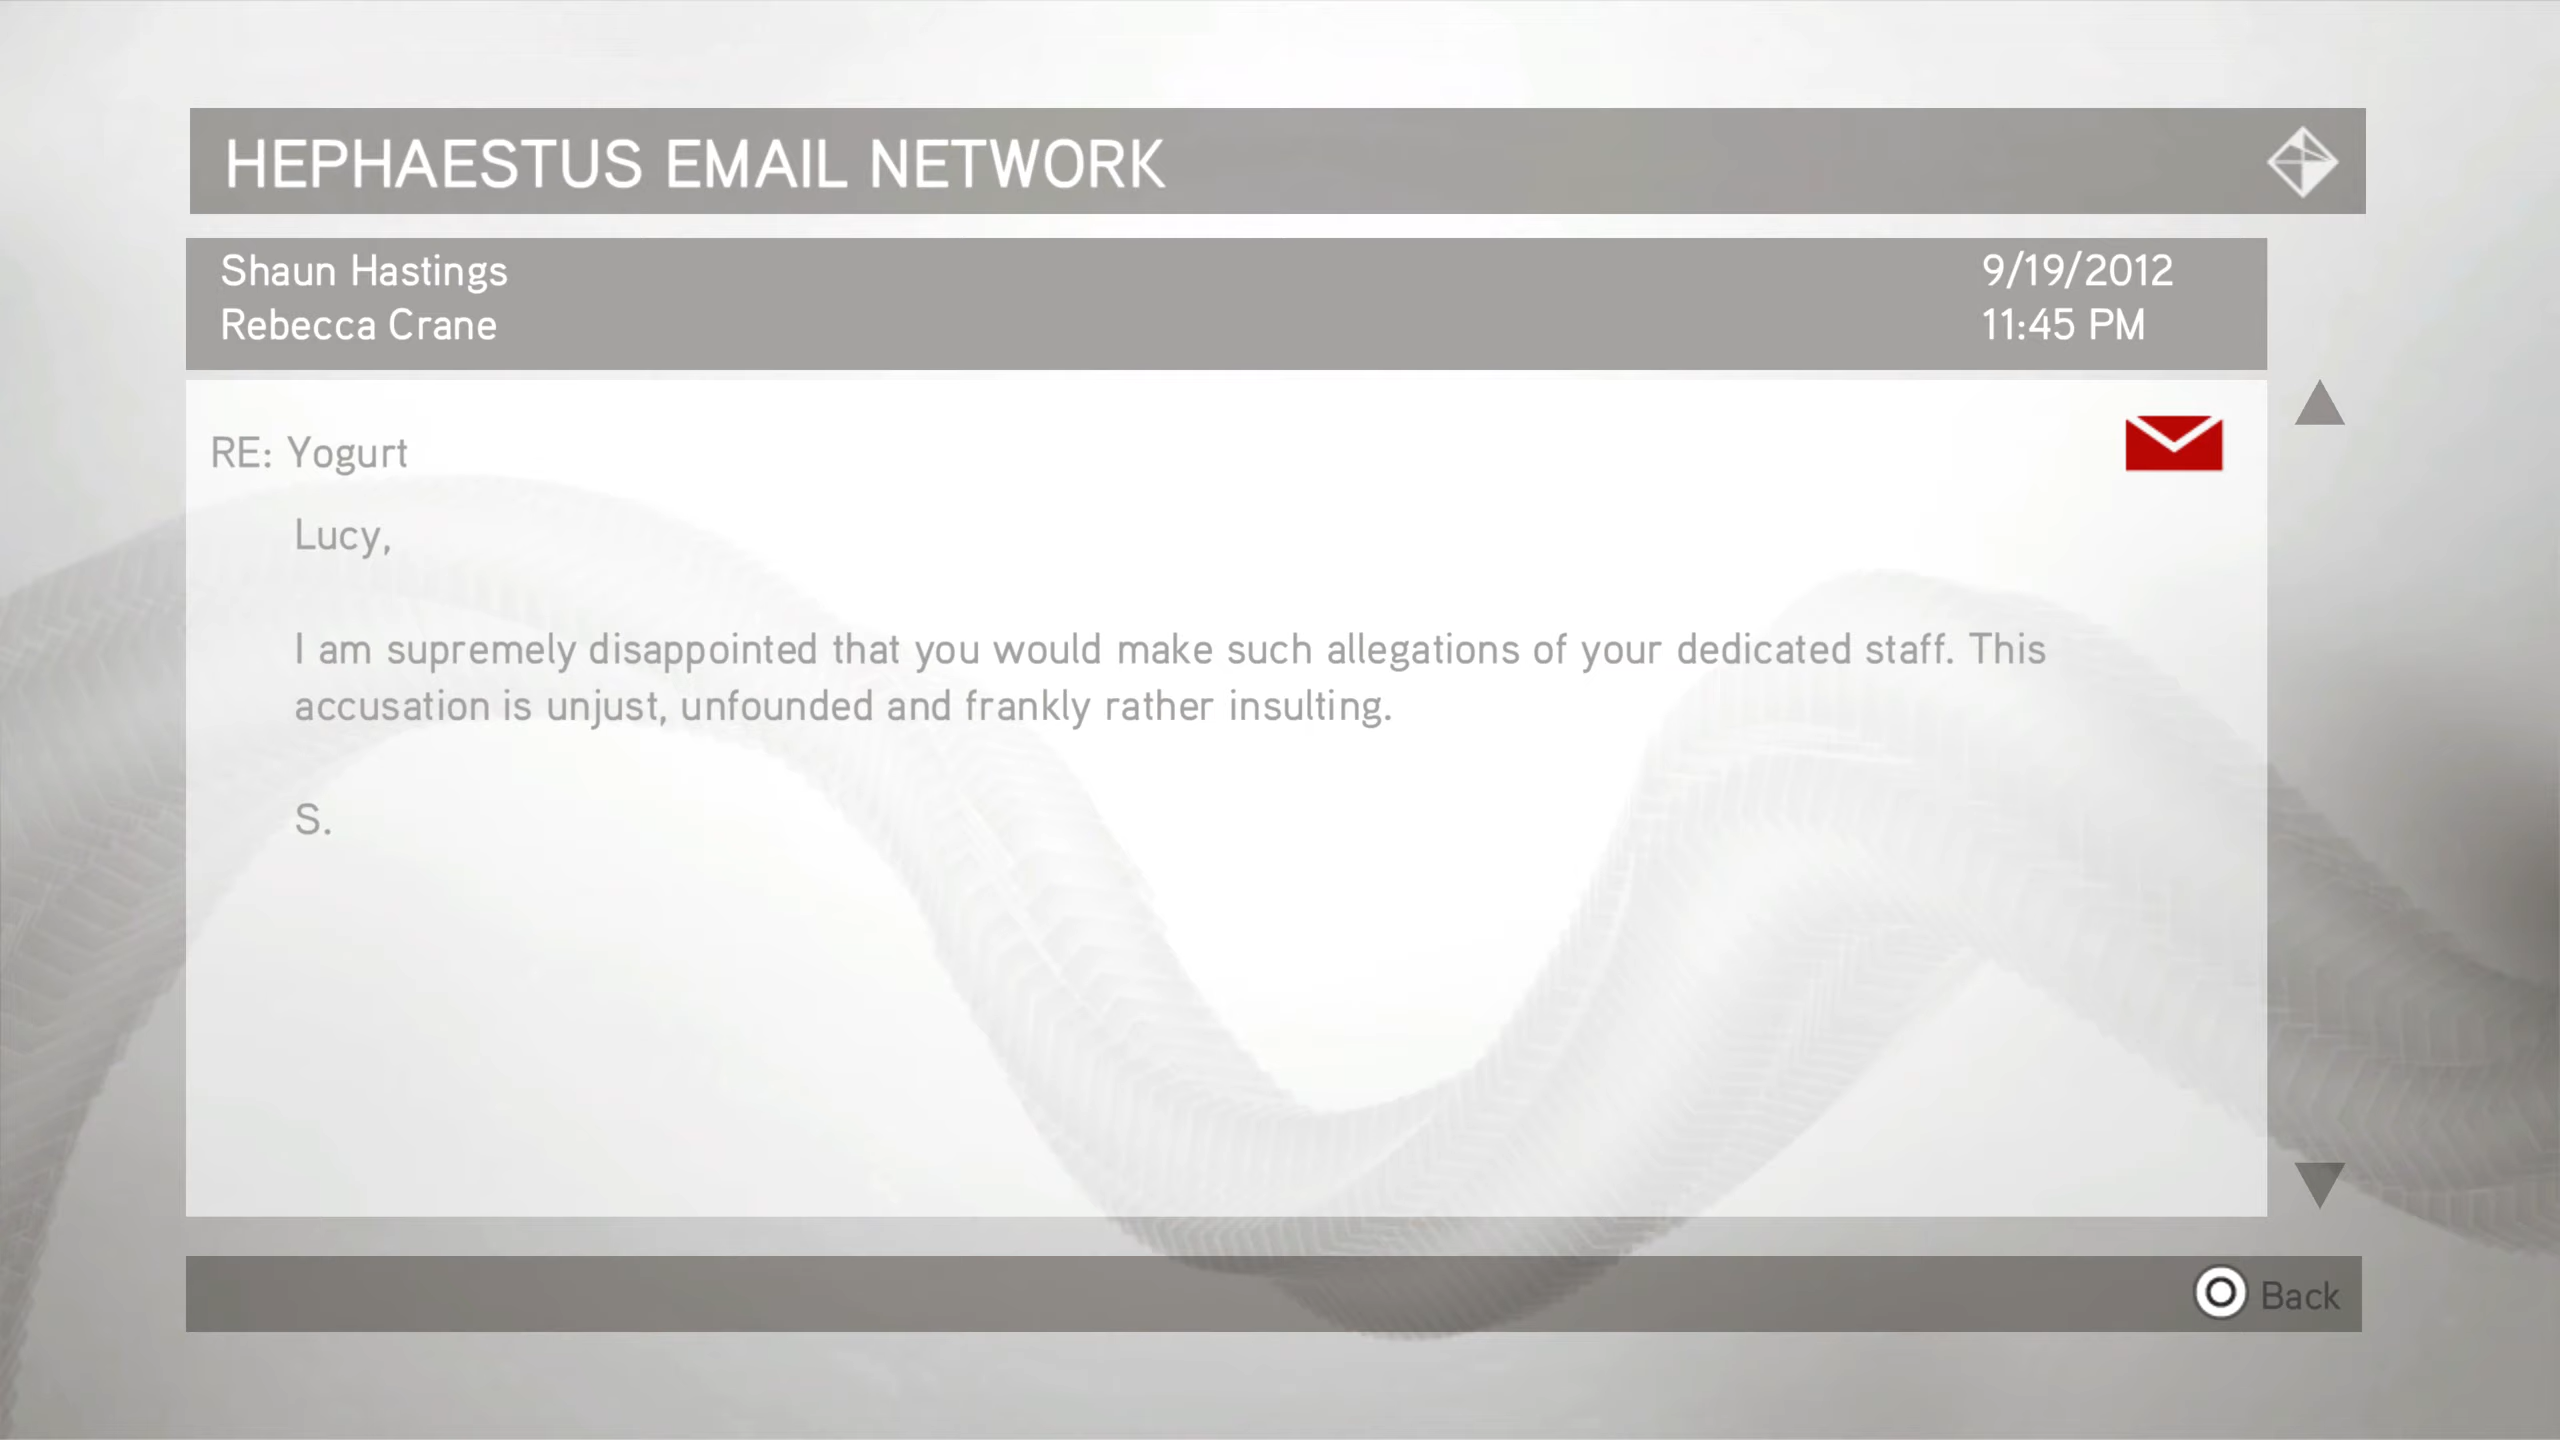 HEPHAESTUS EMAIL NETWORK
Shaun Hastings
9/19/2012
Rebecca Crane
11:45 PM
RE: Yogurt
Lucy,
I am supremely disappointed that you would make such allegations of your dedicated staff. This
accusation is unjust, unfounded and frankly rather insulting.
S.
Back